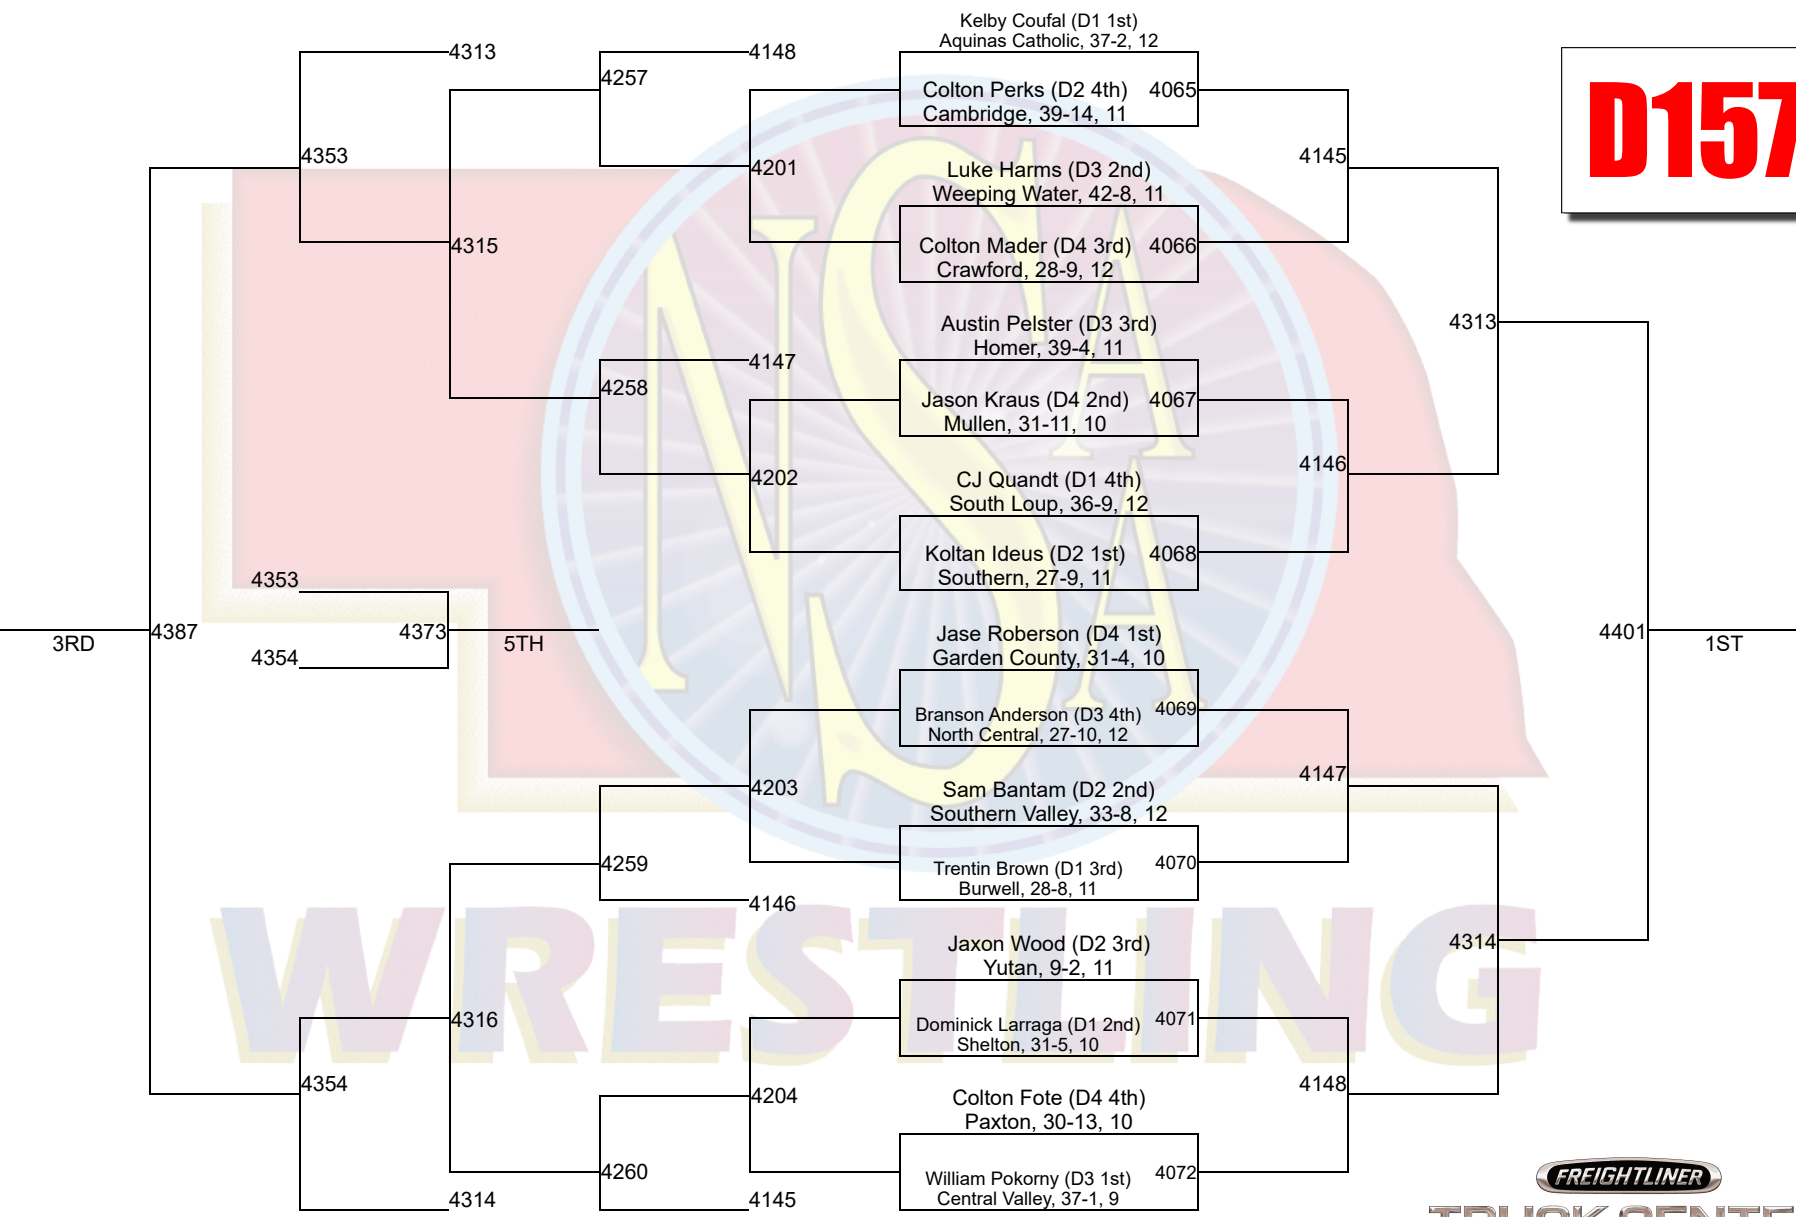 Kelby Coufal (D1 1st)
Aquinas Catholic, 37-2, 12
4313
4148
4257
Colton Perks (D2 4th) 4065
Cambridge, 39-14, 11
D157
4353
4145
4201
Luke Harms (D3 2nd)
Weeping Water, 42-8, 11
4315
Colton Mader (D4 3rd) 4066
Crawford, 28-9, 12
Austin Pelster (D3 3rd)
Homer, 39-4, 11
4313
4147
4258
Jason Kraus (D4 2nd) 4067
Mullen, 31-11, 10
4146
4202
CJ Quandt (D1 4th)
South Loup, 36-9, 12
Koltan Ideus (D2 1st) 4068
Southern, 27-9, 11
4353
4387
3RD
4373
5TH
4354
Jase Roberson (D4 1st)
Garden County, 31-4, 10
4401
1ST
Branson Anderson (D3 4th) 4069
North Central, 27-10, 12
4147
4203
Sam Bantam (D2 2nd)
Southern Valley, 33-8, 12
4259
Trentin Brown (D1 3rd) 4070
Burwell, 28-8, 11
4146
NSAA
WRESTLING
Jaxon Wood (D2 3rd)
Yutan, 9-2, 11
4314
4316
Dominick Larraga (D1 2nd) 4071
Shelton, 31-5, 10
4354
4148
4204
Colton Fote (D4 4th)
Paxton, 30-13, 10
4260
William Pokorny (D3 1st) 4072
Central Valley, 37-1, 9
4314
4145
FREIGHTLINER